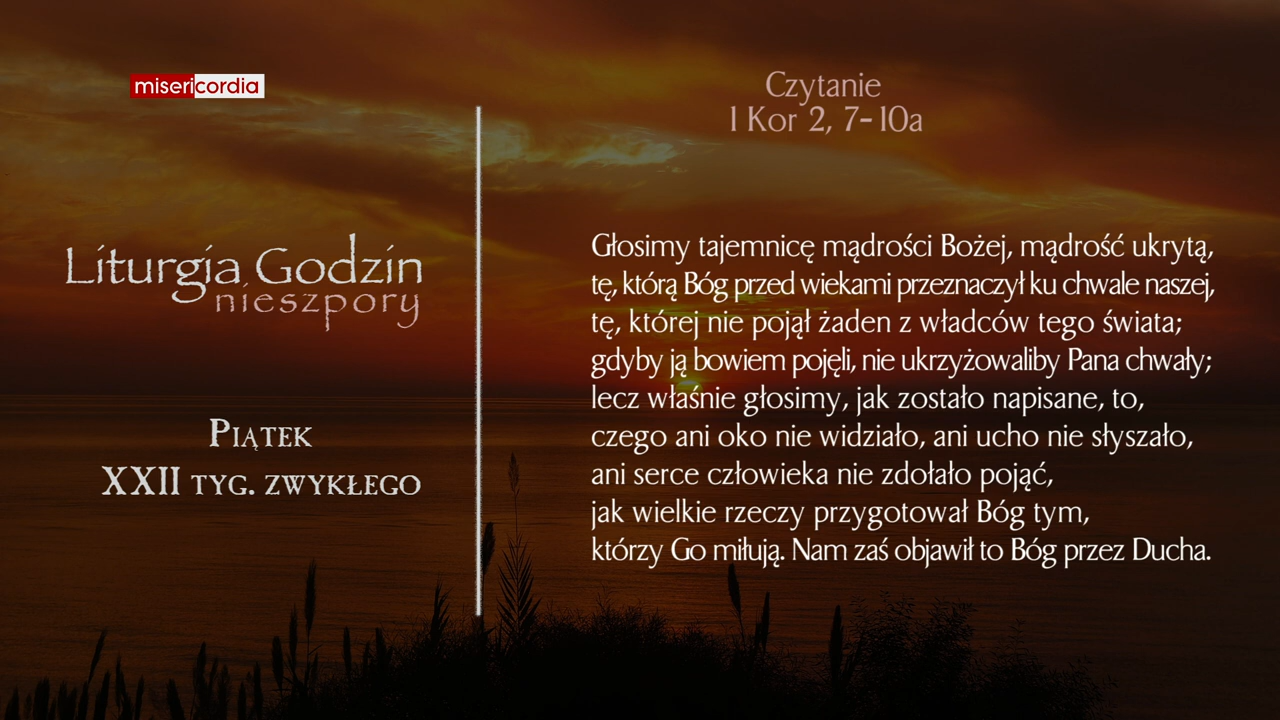 misericordia
Liturgia Godzin
nieszpory
Piątek
XXII tyg. zwykłego
Czytanie
1 Kor 2, 7-10a
Głosimy tajemnicę mądrości Bożej, mądrość ukrytą,
tę, którą Bóg przed wiekami przeznaczył ku chwale naszej,
tę, której nie pojął żaden z władców tego świata;
gdyby ją bowiem pojęli, nie ukrzyżowaliby Pana chwały;
lecz właśnie głosimy, jak zostało napisane, to,
czego ani oko nie widziało, ani ucho nie słyszało,
ani serce człowieka nie zdołało pojąć,
jak wielkie rzeczy przygotował Bóg tym,
którzy Go miłują. Nam zaś objawił to Bóg przez Ducha.